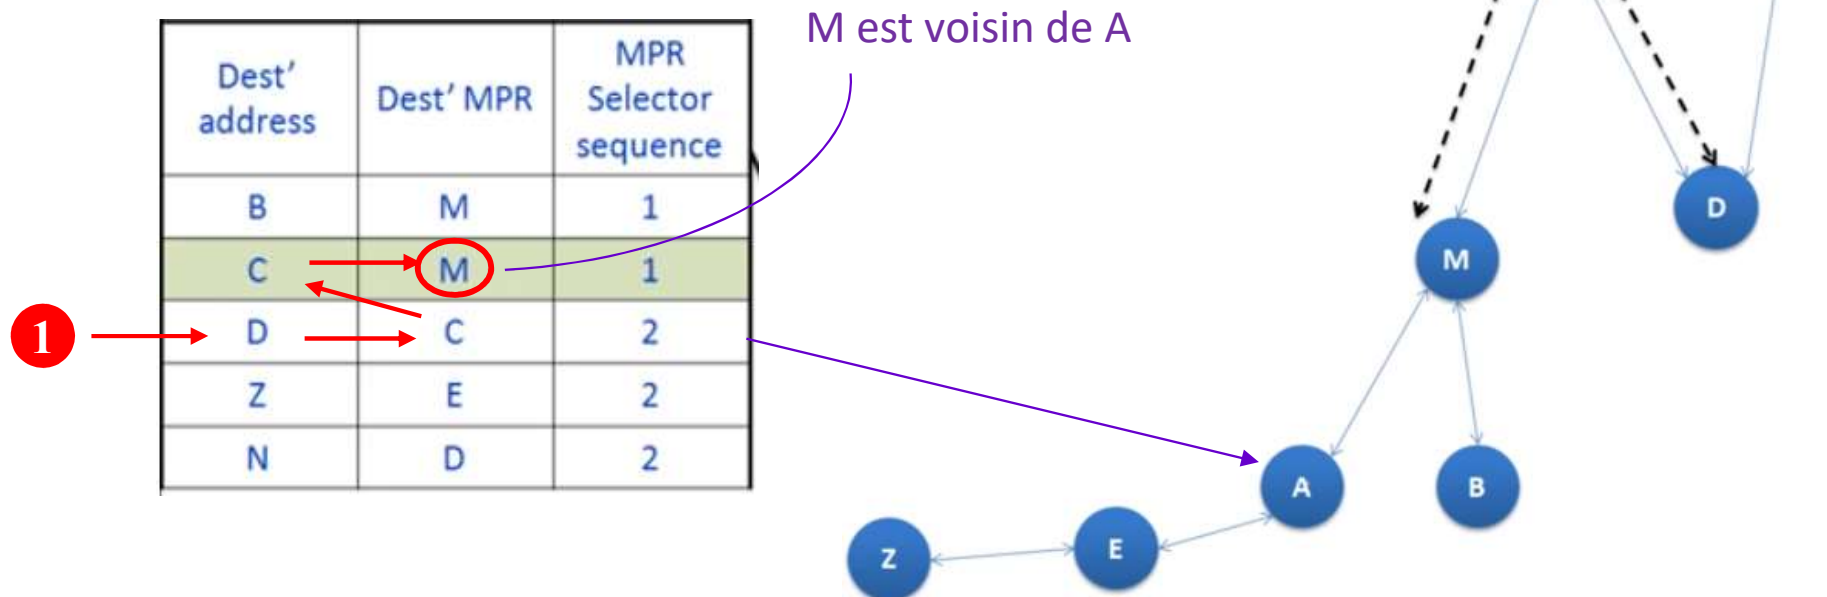 M est voisin de A
Dest'
address
Dest' MPR
MPR
Selector
sequence
B M 1
C M 1
1 D C 2
Z E 2
N D 2
D
M
A
B
E
Z